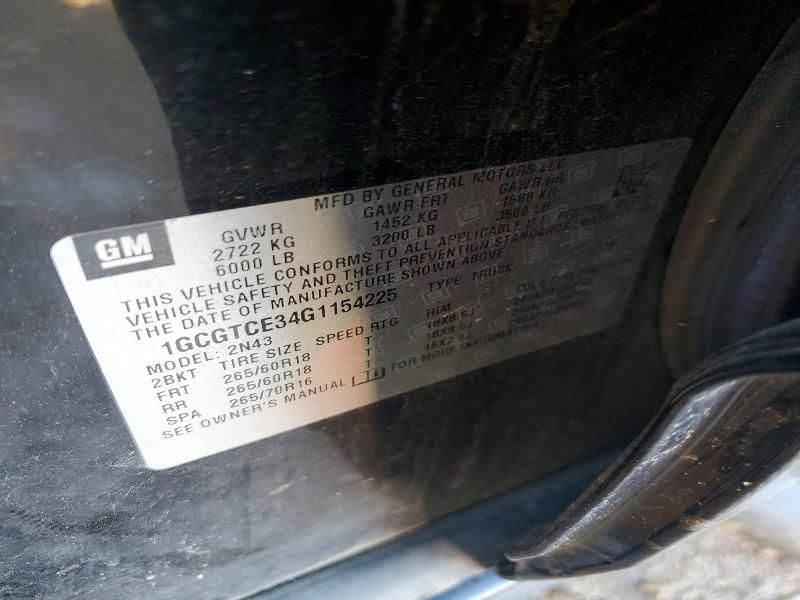 GM
MFD BY GENERAL MOTORS LLC
GVWR GAWR FRT GAWR RR
2722 KG 1452 KG 1588 KG
6000 LB 3200 LB 3500 LB
THIS VEHICLE CONFORMS TO ALL APPLICABLE U.S. FEDERAL
VEHICLE SAFETY AND THEFT PREVENTION STANDARDS IN EFFECT ON
THE DATE OF MANUFACTURE SHOWN ABOVE
1GCGTCE34G1154225 TYPE: TRUCK
MODEL: 2N43
2BKT TIRE SIZE SPEED RTG RIM
FRT 265/60R18 T 18X8.5J
RR 265/60R18 T 18X8.5J
SPA 265/70R16 T 16X7.0J
SEE OWNER'S MANUAL FOR MORE INFORMATION